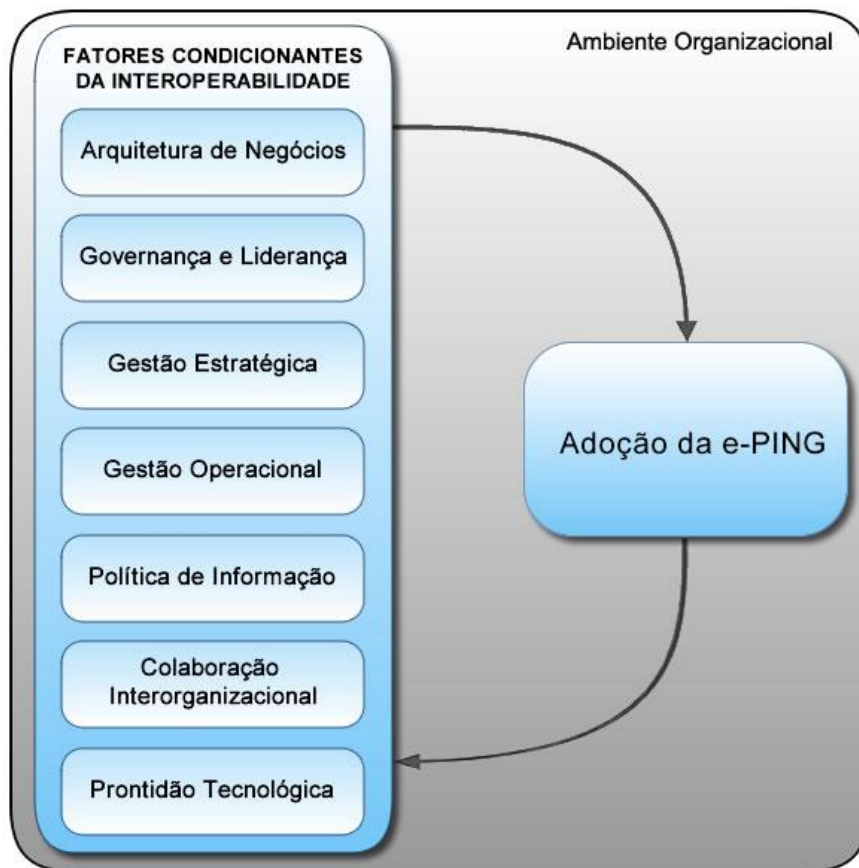 Ambiente Organizacional
FATORES CONDICIONANTES
DA INTEROPERABILIDADE
Arquitetura de Negócios
Governança e Liderança
Gestão Estratégica
Gestão Operacional
Política de Informação
Colaboração
Interorganizacional
Prontidão Tecnológica
Adoção da e-PING